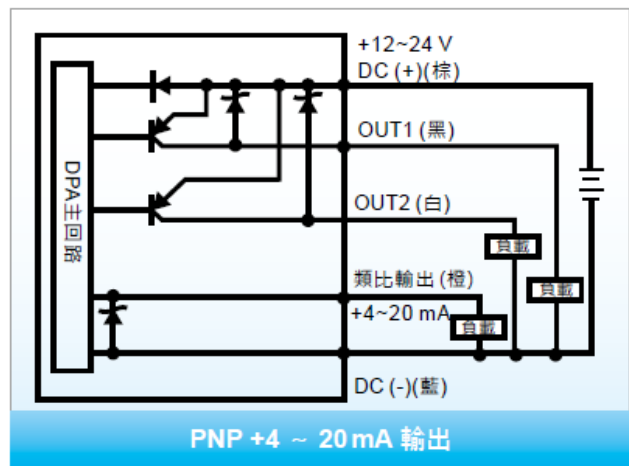 +12~24 V
DC (+)(棕)
OUT1 (黑)
DPA主回路
OUT2 (白)
負載
類比輸出 (橙)
負載
+4~20 mA
負載
DC (-)(藍)
PNP +4 ~ 20 mA 輸出